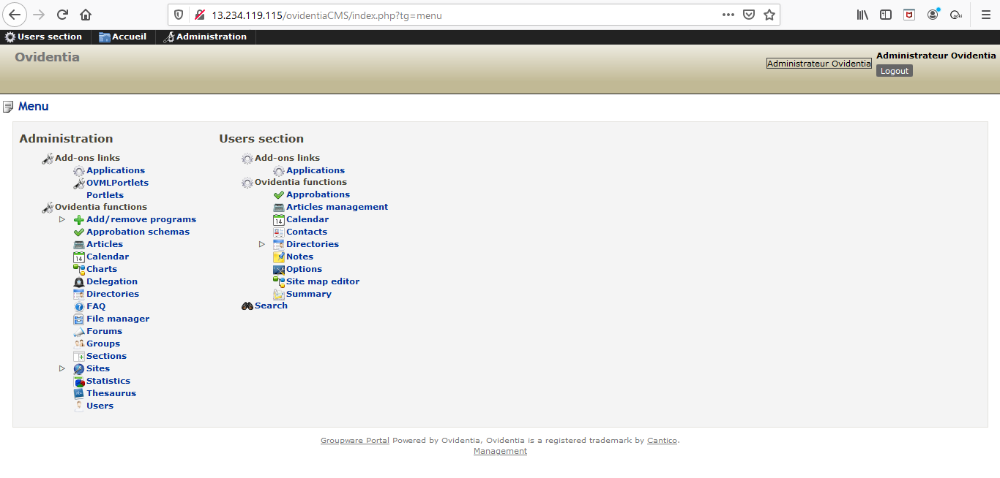 13.234.119.115/ovidentiaCMS/index.php?tg=menu
Users section Accueil Administration
Ovidentia
Administrateur Ovidentia Administrateur Ovidentia
Logout
Menu
Administration
Add-ons links
Applications
OVMLPortlets
Portlets
Ovidentia functions
Add/remove programs
Approbation schemas
Articles
Calendar
Charts
Delegation
Directories
FAQ
File manager
Forums
Groups
Sections
Sites
Statistics
Thesaurus
Users
Users section
Add-ons links
Applications
Ovidentia functions
Approbations
Articles management
Calendar
Contacts
Directories
Notes
Options
Site map editor
Summary
Search
Groupware Portal Powered by Ovidentia, Ovidentia is a registered trademark by Cantico.
Management